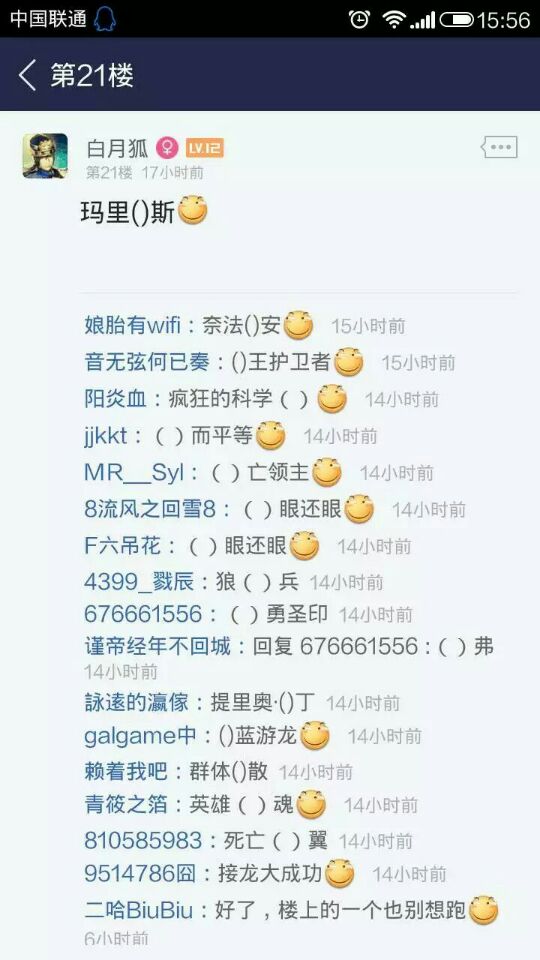 中国联通 15:56
第21楼
白月狐 LV.12
第21楼 17小时前
玛里()斯
娘胎有wifi：奈法()安 15小时前
音无弦何已奏：()王护卫者 15小时前
阳炎血：疯狂的科学（ ） 14小时前
jjkkt：（ ）而平等 14小时前
MR__Syl：（ ）亡领主 14小时前
8流风之回雪8：（ ）眼还眼 14小时前
F六吊花：（ ）眼还眼 14小时前
4399_戮辰：狼（ ）兵 14小时前
676661556：（ ）勇圣印 14小时前
谨帝经年不回城：回复 676661556：( ）弗
14小时前
詠逺的瀛傢：提里奥·()丁 14小时前
galgame中：()蓝游龙 14小时前
赖着我吧：群体()散 14小时前
青筱之箔：英雄（ ）魂 14小时前
810585983：死亡（ ）翼 14小时前
9514786囧：接龙大成功 14小时前
二哈BiuBiu：好了，楼上的一个也别想跑
6小时前